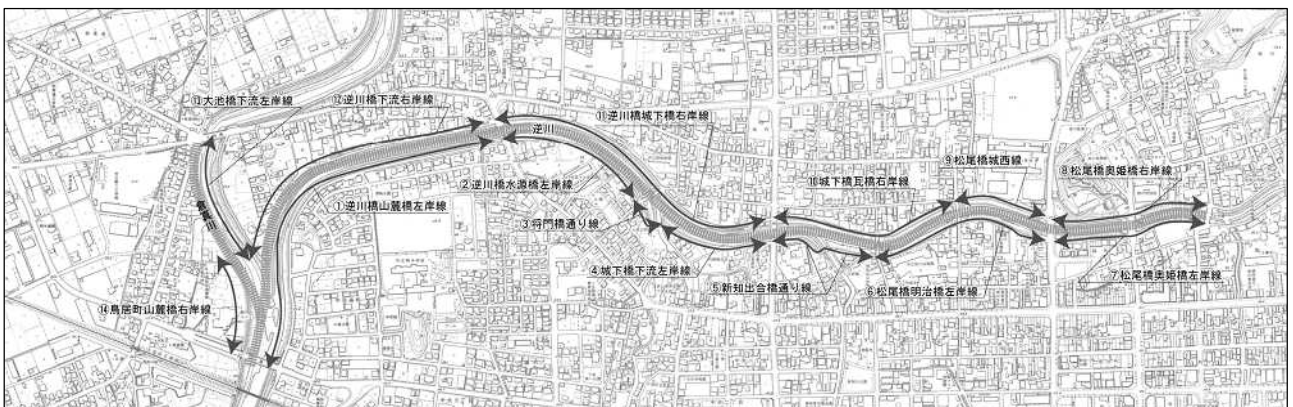 ⑬大池橋下流左岸線
⑫逆川橋下流右岸線
逆川
⑪逆川橋城下橋右岸線
⑨松尾橋城西線
⑩城下橋瓦橋右岸線
⑧松尾橋奥姫橋右岸線
②逆川橋水源橋左岸線
①逆川橋山麓橋左岸線
倉真川
③将門橋通り線
④城下橋下流左岸線
⑤新知出合橋通り線
⑥松尾橋明治橋左岸線
⑦松尾橋奥姫橋左岸線
⑭鳥居町山麓橋右岸線